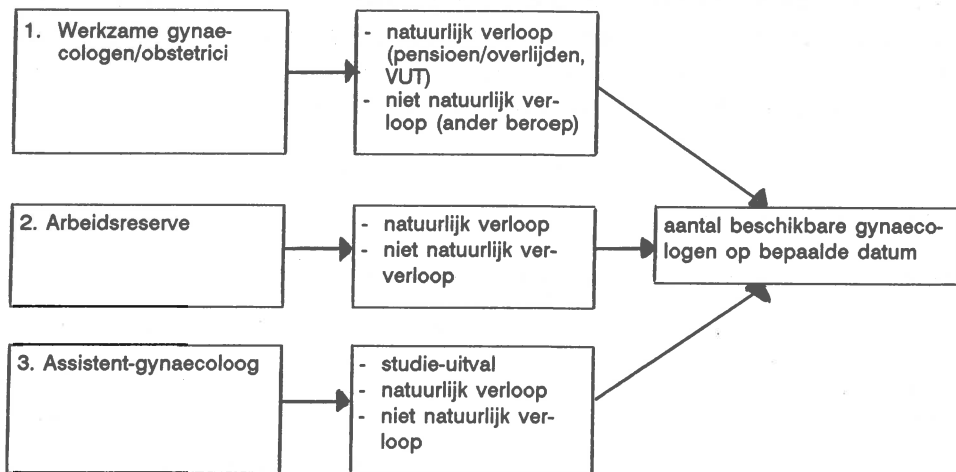 1. Werkzame gynae-
cologen/obstetrici
- natuurlijk verloop
(pensioen/overlijden,
VUT)
- niet natuurlijk ver-
loop (ander beroep)
2. Arbeidsreserve
- natuurlijk verloop
- niet natuurlijk ver-
verloop
aantal beschikbare gynaeco-
logen op bepaalde datum
3. Assistent-gynaecoloog
- studie-uitval
- natuurlijk verloop
- niet natuurlijk ver-
loop